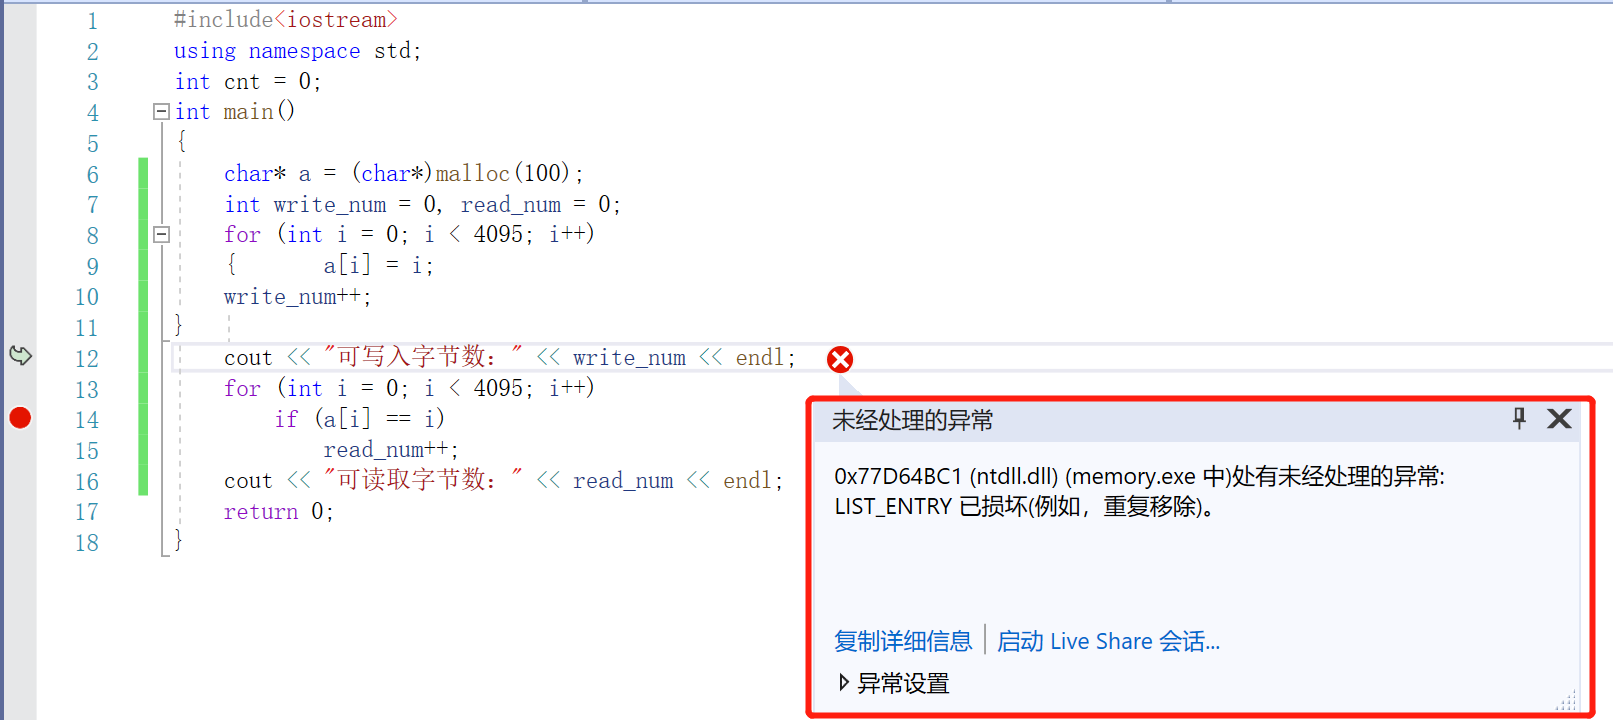 1 #include<iostream>
2 using namespace std;
3 int cnt = 0;
4 int main()
5 {
6 char* a = (char*)malloc(100);
7 int write_num = 0, read_num = 0;
8 for (int i = 0; i < 4095; i++)
9 { a[i] = i;
10 write_num++;
11 }
12 cout << "可写入字节数：" << write_num << endl;
13 for (int i = 0; i < 4095; i++)
14 if (a[i] == i)
15 read_num++;
16 cout << "可读取字节数：" << read_num << endl;
17 return 0;
18 }
未经处理的异常
0x77D64BC1 (ntdll.dll) (memory.exe 中)处有未经处理的异常:
LIST_ENTRY 已损坏(例如，重复移除)。
复制详细信息 | 启动 Live Share 会话...
异常设置